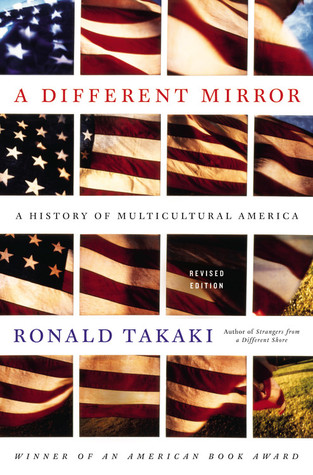 A DIFFERENT MIRROR
A HISTORY OF MULTICULTURAL AMERICA
REVISED
EDITION
RONALD TAKAKI
Author of Strangers from
a Different Shore
WINNER OF AN AMERICAN BOOK AWARD